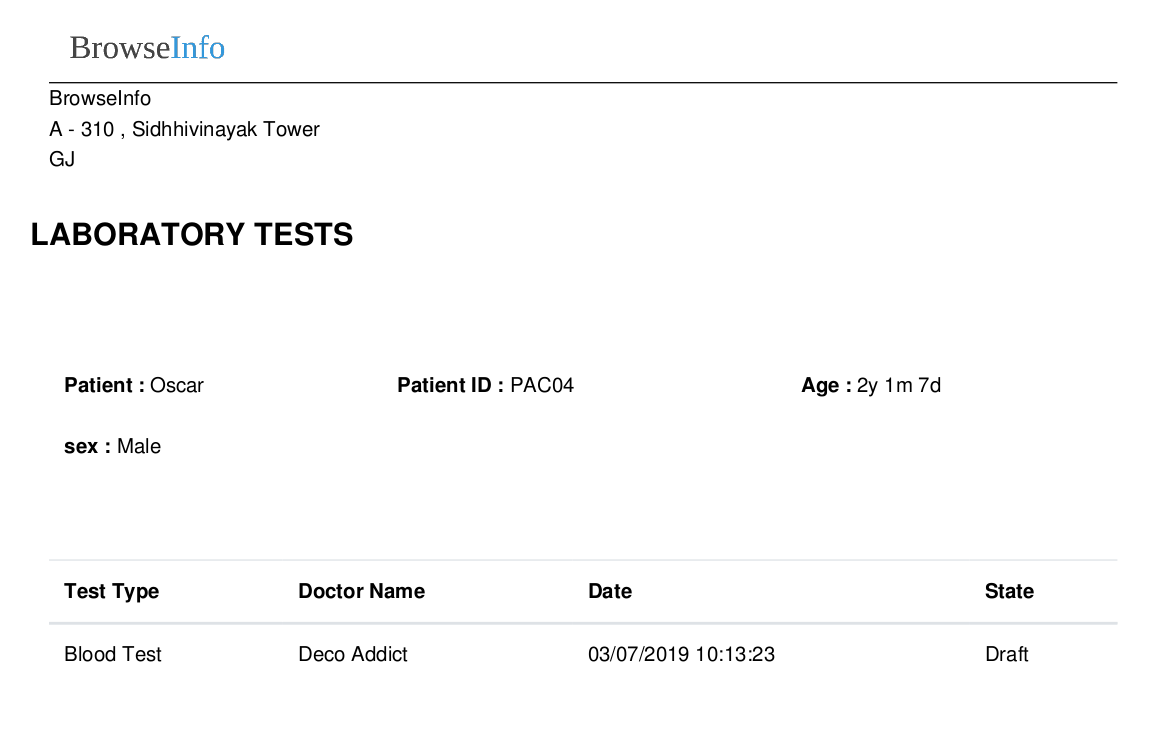 BrowseInfo
BrowseInfo
A - 310 , Sidhhivinayak Tower
GJ
LABORATORY TESTS
Patient : Oscar Patient ID : PAC04 Age : 2y 1m 7d
sex : Male
Test Type Doctor Name Date State
Blood Test Deco Addict 03/07/2019 10:13:23 Draft